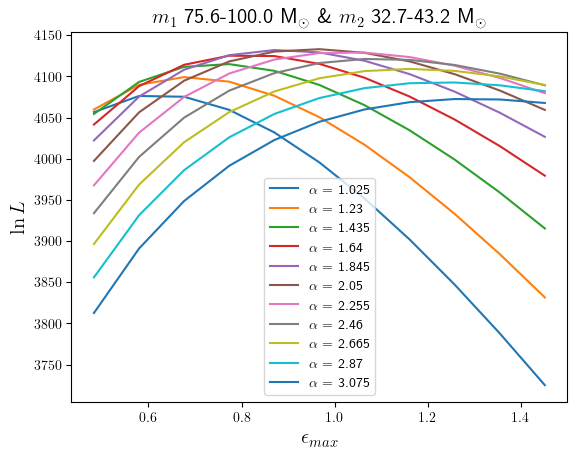 m₁ 75.6-100.0 M⊙ & m₂ 32.7-43.2 M⊙
4150
4100
4050
4000
3950
3900
3850
3800
3750
ln L
α = 1.025
α = 1.23
α = 1.435
α = 1.64
α = 1.845
α = 2.05
α = 2.255
α = 2.46
α = 2.665
α = 2.87
α = 3.075
0.6 0.8 1.0 1.2 1.4
ϵmax